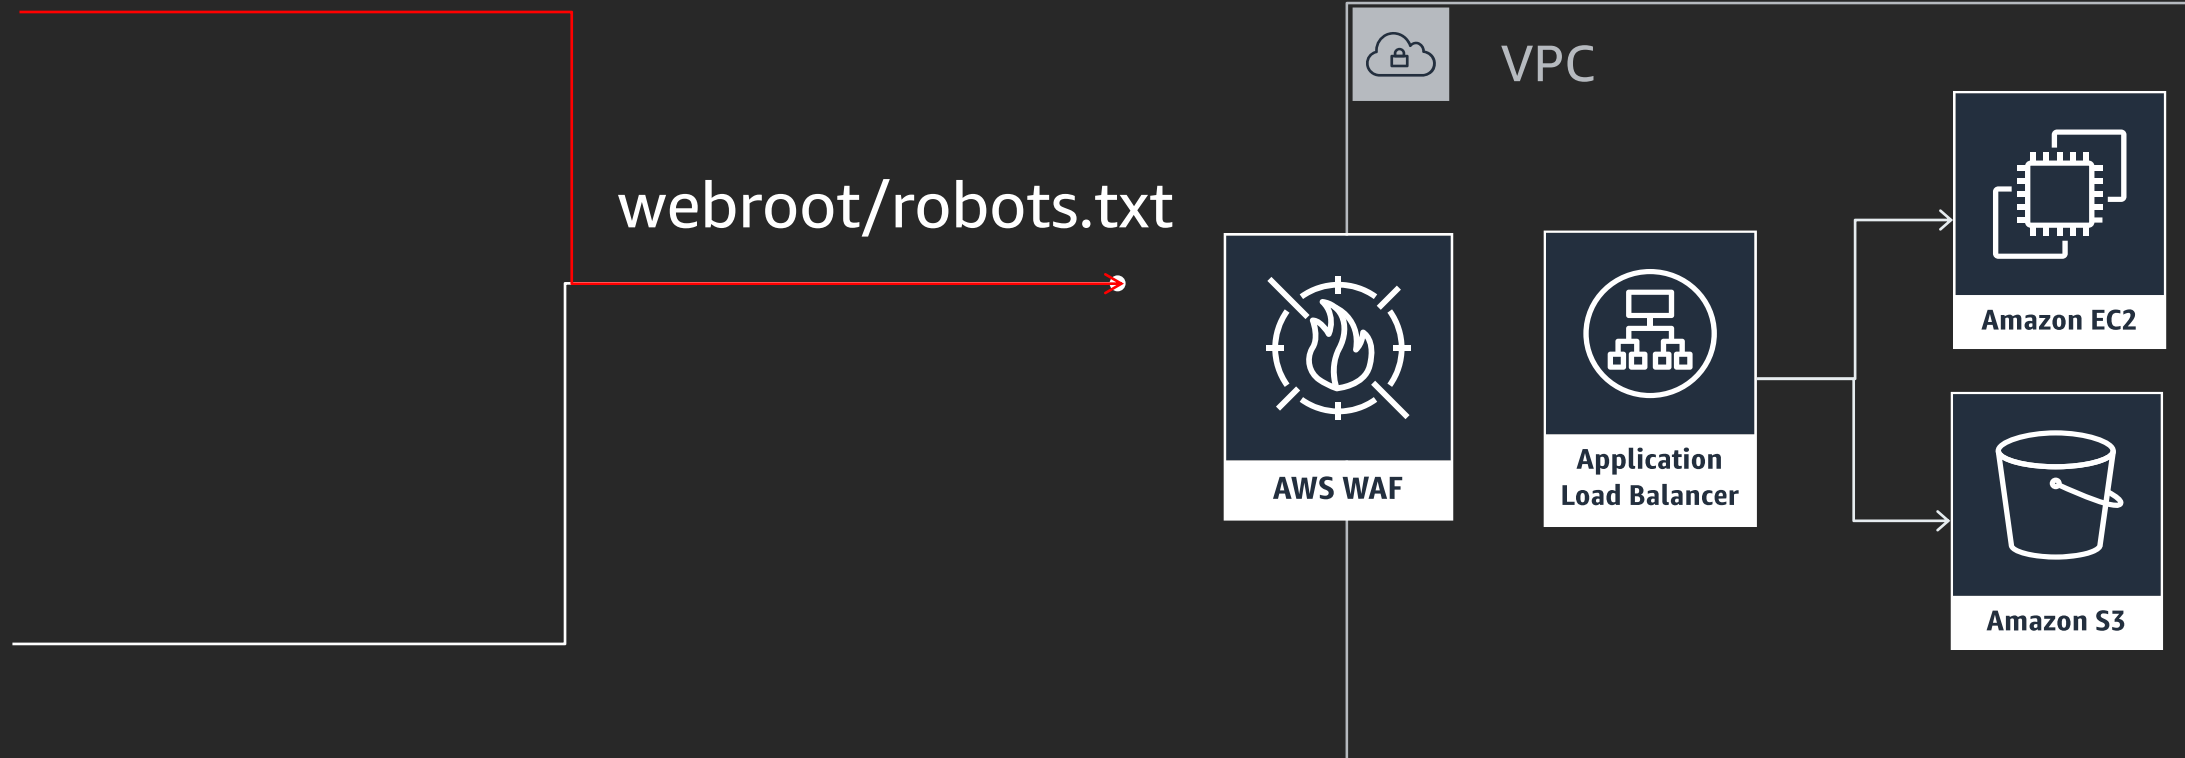 VPC
webroot/robots.txt
Amazon EC2
AWS WAF
Application
Load Balancer
Amazon S3